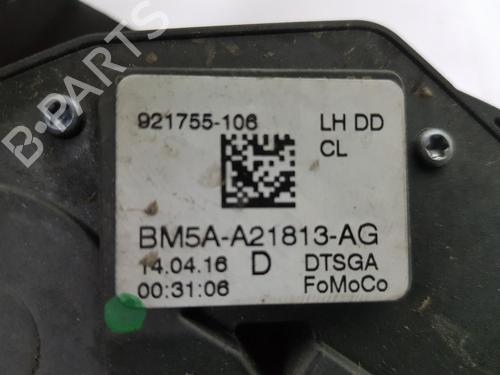 921755-106 LH DD
CL
BM5A-A21813-AG
14.04.16 D DTSGA
00:31:06 FoMoCo
B-PARTS